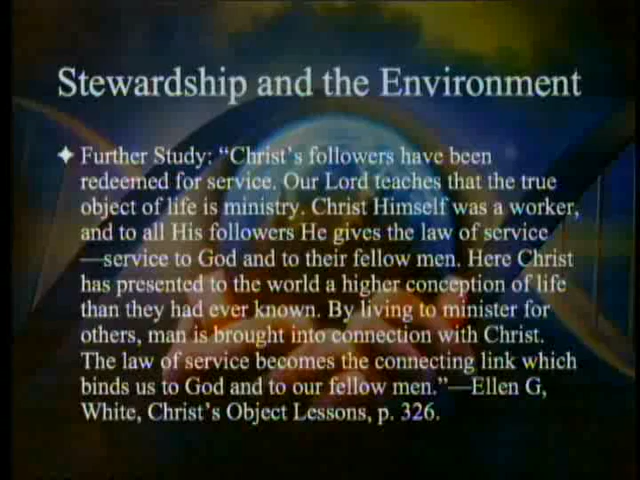 Stewardship and the Environment
✦ Further Study: “Christ’s followers have been
redeemed for service. Our Lord teaches that the true
object of life is ministry. Christ Himself was a worker,
and to all His followers He gives the law of service
—service to God and to their fellow men. Here Christ
has presented to the world a higher conception of life
than they had ever known. By living to minister for
others, man is brought into connection with Christ.
The law of service becomes the connecting link which
binds us to God and to our fellow men.”—Ellen G,
White, Christ’s Object Lessons, p. 326.